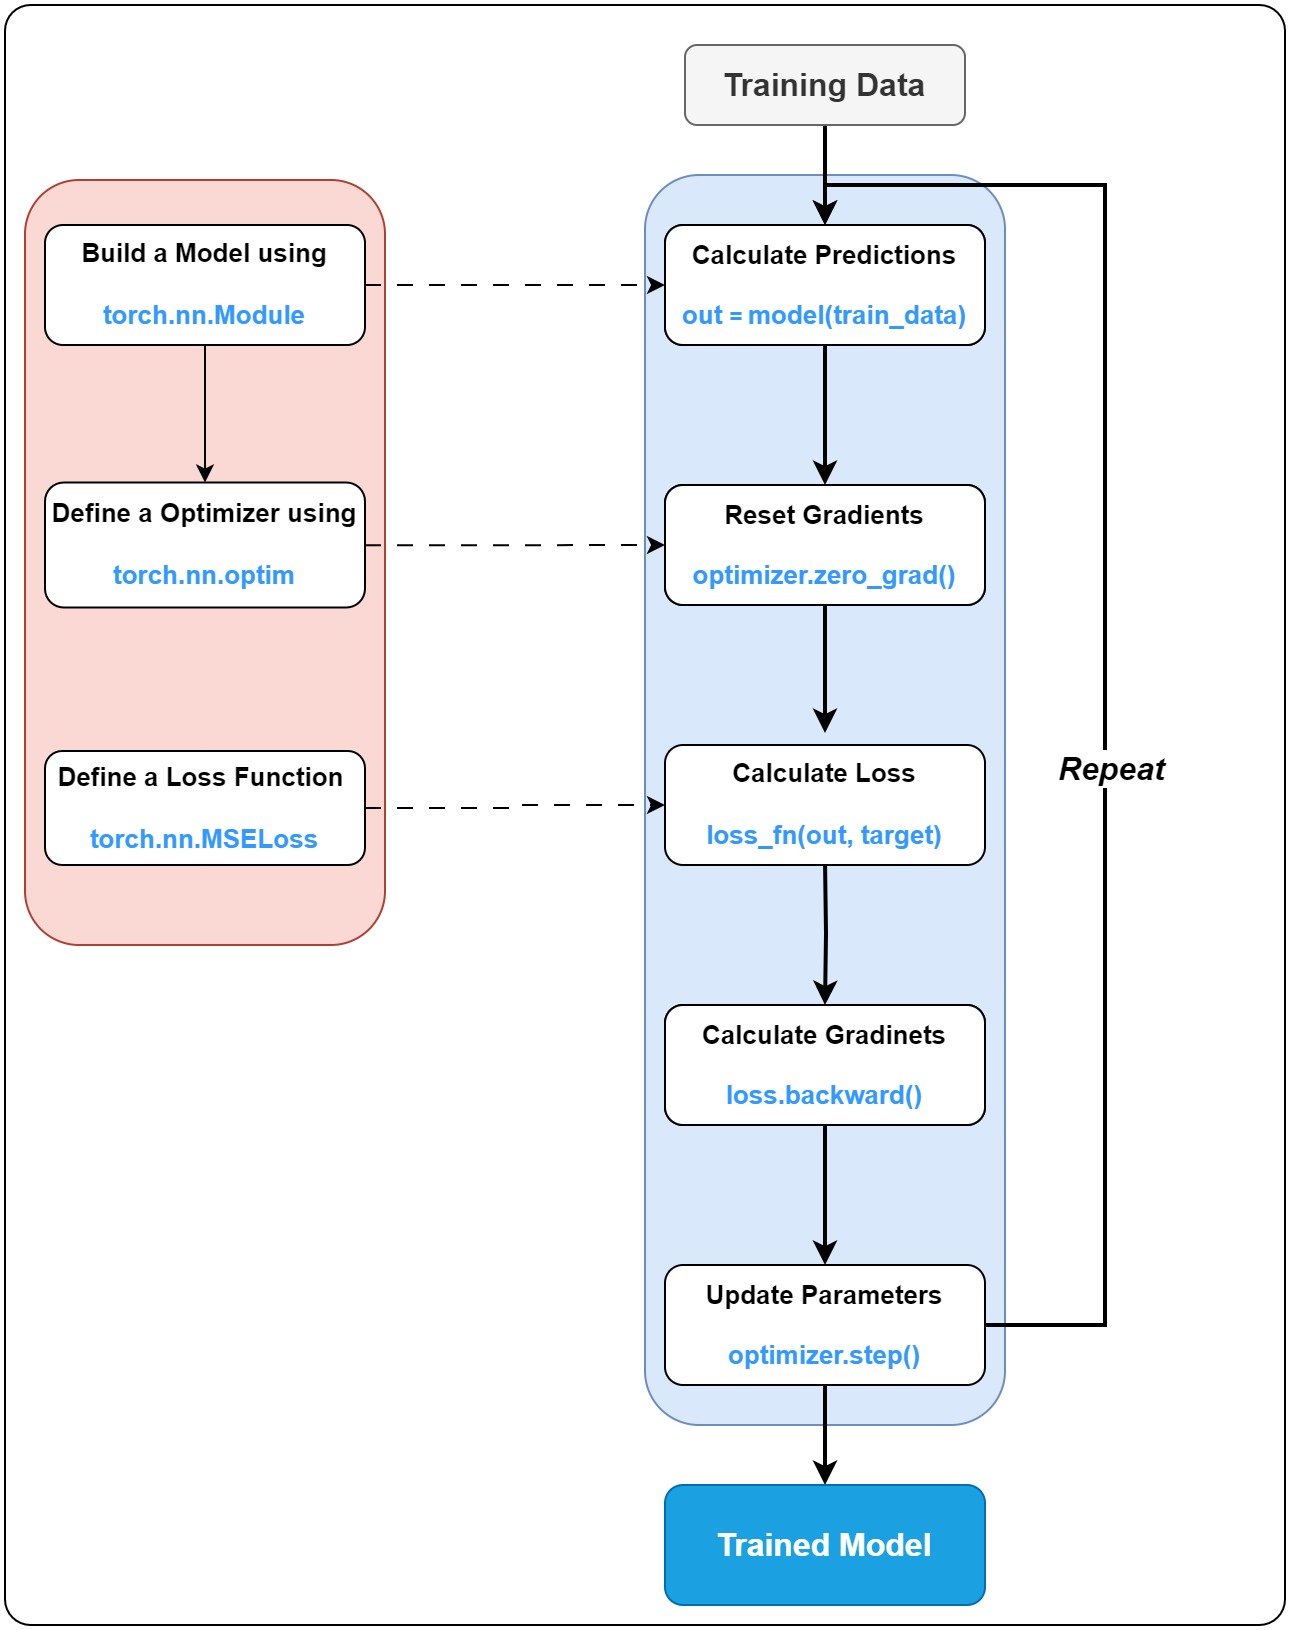 Training Data
Build a Model using
torch.nn.Module
Define a Optimizer using
torch.nn.optim
Define a Loss Function
torch.nn.MSELoss
Calculate Predictions
out = model(train_data)
Reset Gradients
optimizer.zero_grad()
Calculate Loss
loss_fn(out, target)
Calculate Gradinets
loss.backward()
Update Parameters
optimizer.step()
Repeat
Trained Model